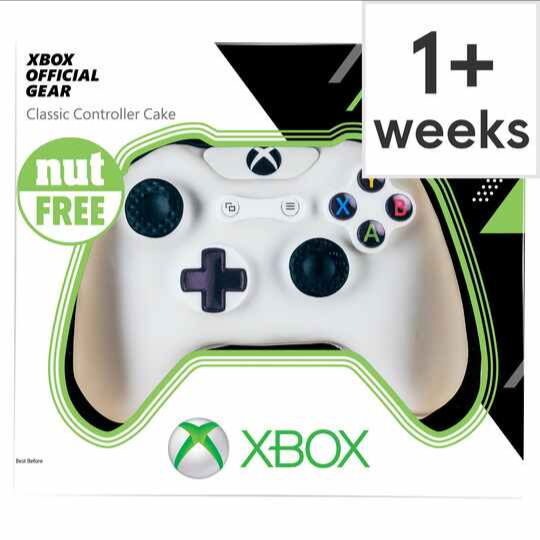 XBOX
OFFICIAL
GEAR
Classic Controller Cake
1+
weeks
nut
FREE
Y
X
B
A
XBOX
Best Before